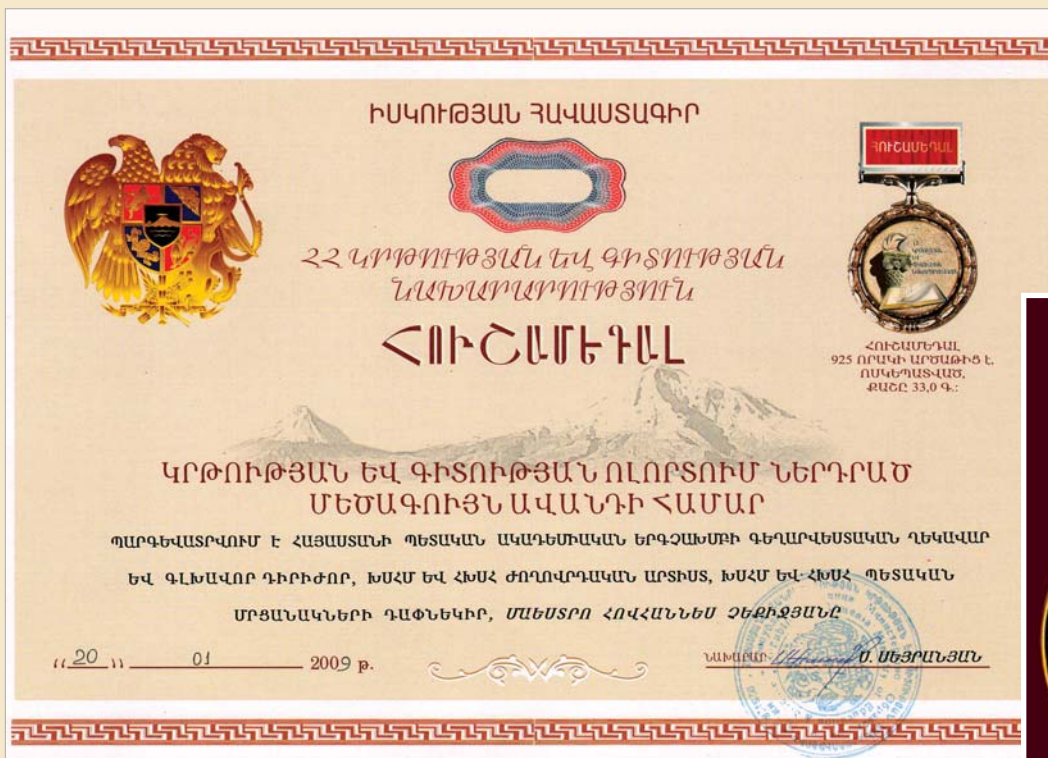 ԻՍԿՈՒԹՅԱՆ ՀԱՎԱՍՏԱԳԻՐ
ՀՀ ԿՐԹՈՒԹՅԱՆ ԵՎ ԳԻՏՈՒԹՅԱՆ
ՆԱԽԱՐԱՐՈՒԹՅՈՒՆ
ՀՈՒՇԱՄԵԴԱԼ
ՀՈՒՇԱՄԵԴԱԼ
ՀՈՒՇԱՄԵԴԱԼ
925 ՈՐԱԿԻ ԱՐԾԱԹԻՑ Է,
ՈՍԿԵՊԱՏՎԱԾ,
ՔԱՇԸ 33,0 Գ.:
ԿՐԹՈՒԹՅԱՆ ԵՎ ԳԻՏՈՒԹՅԱՆ ՈԼՈՐՏՈՒՄ ՆԵՐԴՐԱԾ
ՄԵԾԱԳՈՒՅՆ ԱՎԱՆԴԻ ՀԱՄԱՐ
ՊԱՐԳԵՎԱՏՐՎՈՒՄ Է ՀԱՅԱՍՏԱՆԻ ՊԵՏԱԿԱՆ ԱԿԱԴԵՄԻԱԿԱՆ ԵՐԳՉԱԽՄԲԻ ԳԵՂԱՐՎԵՍՏԱԿԱՆ ՂԵԿԱՎԱՐ
ԵՎ ԳԼԽԱՎՈՐ ԴԻՐԻԺՈՐ, ԽՍՀՄ ԵՎ ՀԽՍՀ ԺՈՂՈՎՐԴԱԿԱՆ ԱՐՏԻՍՏ, ԽՍՀՄ ԵՎ ՀԽՍՀ ՊԵՏԱԿԱՆ
ՄՐՑԱՆԱԿՆԵՐԻ ԴԱՓՆԵԿԻՐ, ՄԱԵՍՏՐՈ ՀՈՎՀԱՆՆԵՍ ՉԵՔԻՋՅԱՆԸ
«20» 01 2009 թ.
ՆԱԽԱՐԱՐ Ս. ՍԵՅՐԱՆՅԱՆ